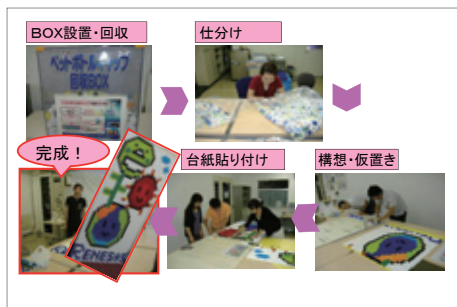 BOX設置・回収
仕分け
ペットボトルキャップ
回収BOX
完成！
台紙貼り付け
構想・仮置き
RENESAS